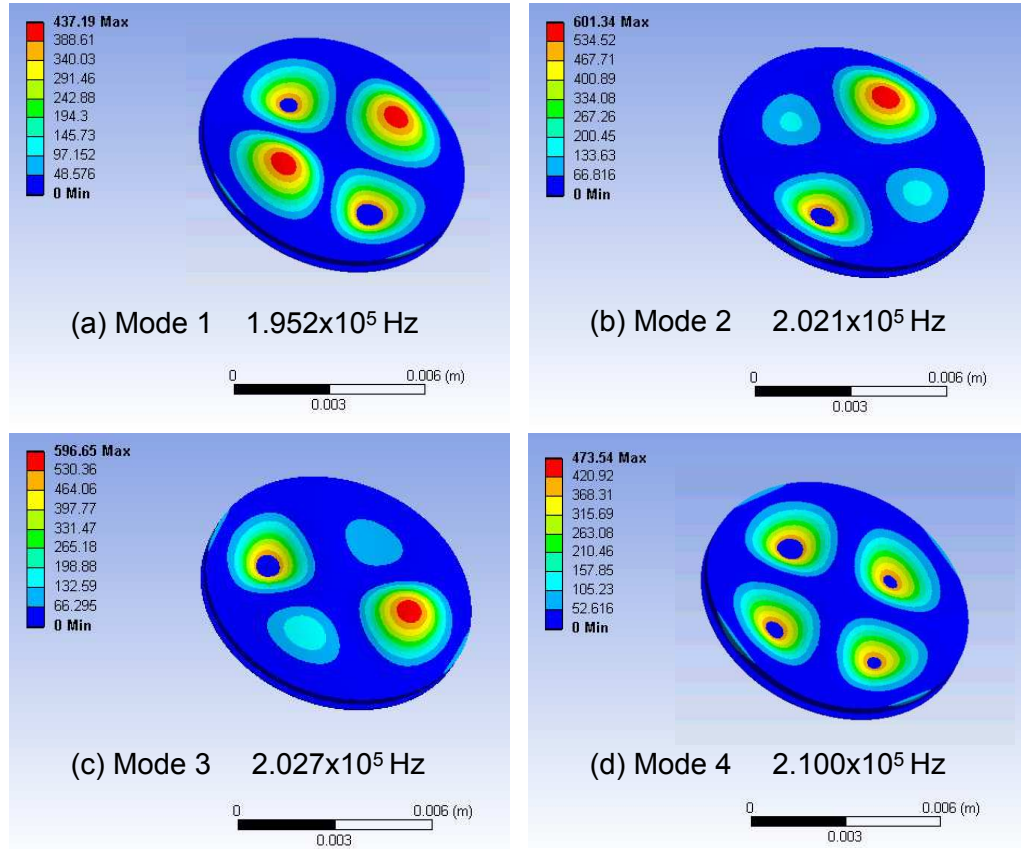 437.19 Max
388.61
340.03
291.46
242.88
194.3
145.73
97.152
48.576
0 Min
(a) Mode 1 1.952x10⁵ Hz
0 0.006 (m)
0.003
601.34 Max
534.52
467.71
400.89
334.08
267.26
200.45
133.63
66.816
0 Min
(b) Mode 2 2.021x10⁵ Hz
0 0.006 (m)
0.003
596.65 Max
530.36
464.06
397.77
331.47
265.18
198.88
132.59
66.295
0 Min
(c) Mode 3 2.027x10⁵ Hz
0 0.006 (m)
0.003
473.54 Max
420.92
368.31
315.69
263.08
210.46
157.85
105.23
52.616
0 Min
(d) Mode 4 2.100x10⁵ Hz
0 0.006 (m)
0.003